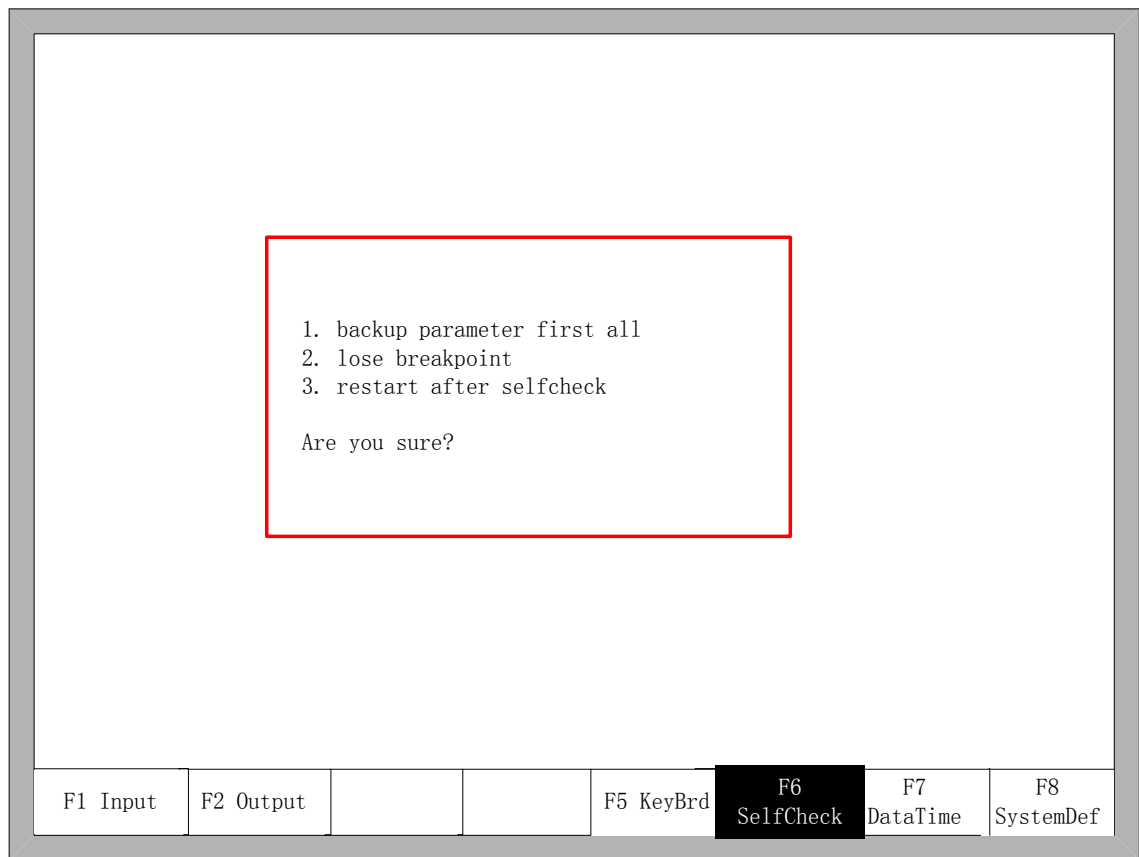 1. backup parameter first all
2. lose breakpoint
3. restart after selfcheck
Are you sure?
F1 Input
F2 Output
F5 KeyBrd
F6
SelfCheck
F7
DataTime
F8
SystemDef